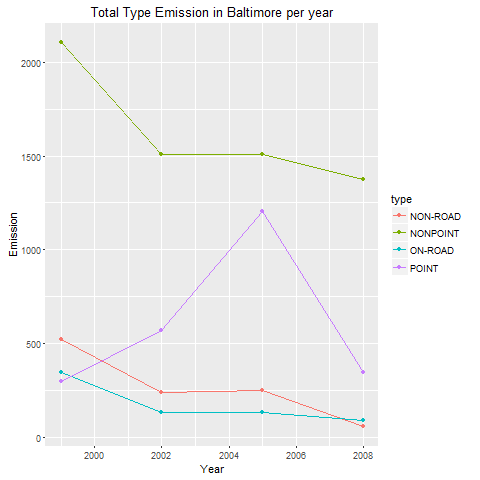 Total Type Emission in Baltimore per year
Emission
2000
1500
1000
500
0
2000
2002
2004
2006
2008
Year
type
NON-ROAD
NONPOINT
ON-ROAD
POINT